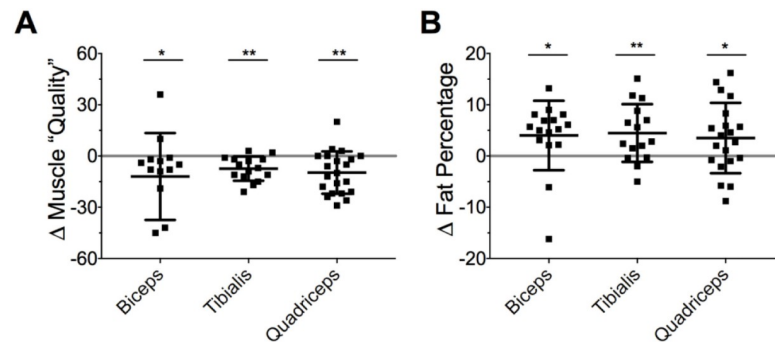 A
B
Δ Muscle “Quality”
60
30
0
-30
-60
* ** **
Biceps
Tibialis
Quadriceps
Δ Fat Percentage
20
10
0
-10
-20
* ** *
Biceps
Tibialis
Quadriceps